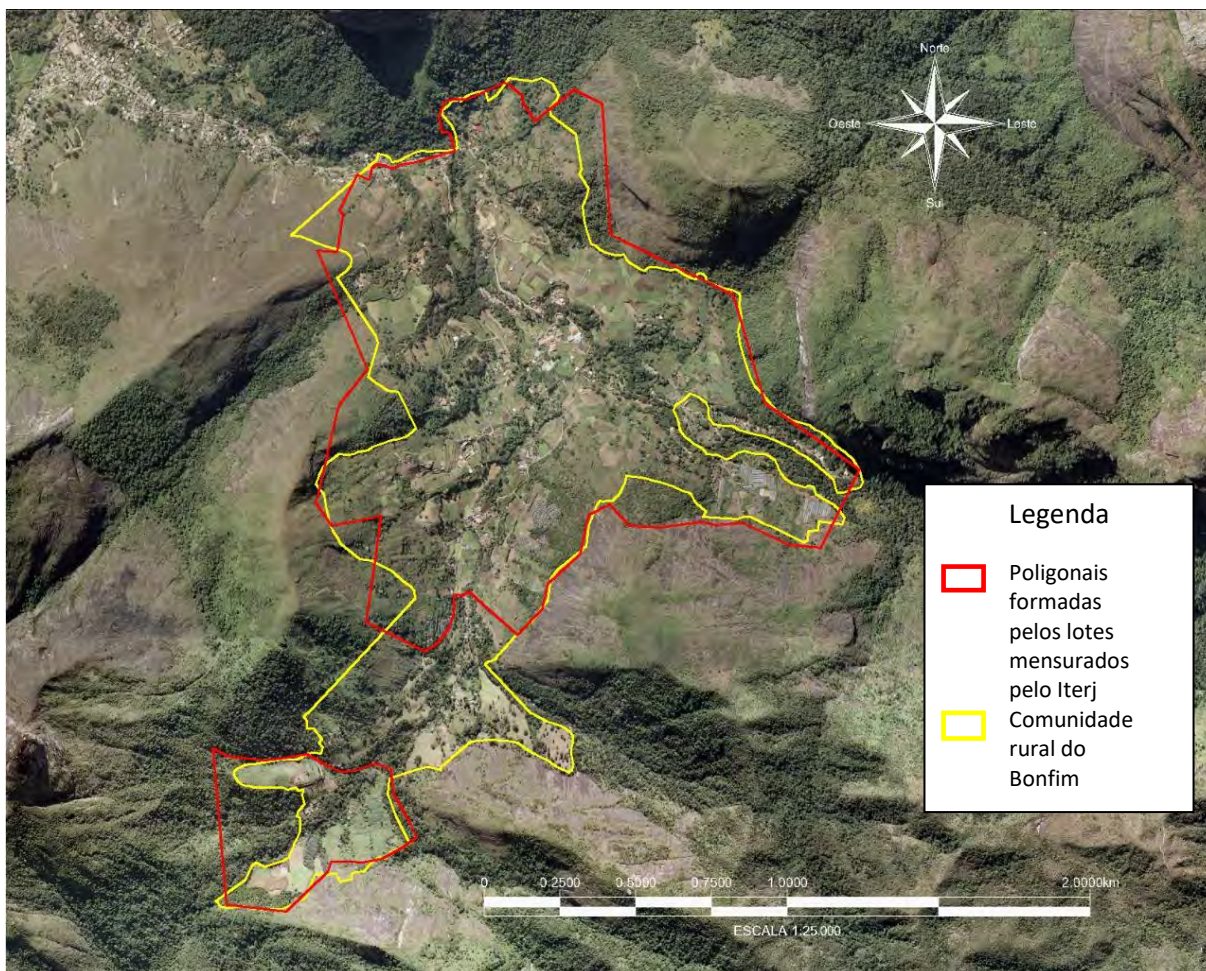 Norte
Oeste
Leste
Sul
Legenda
Poligonais
formadas
pelos lotes
mensurados
pelo Iterj
Comunidade
rural do
Bonfim
0 0.2500 0.5000 0.7500 1.0000 2.0000km
ESCALA 1:25.000